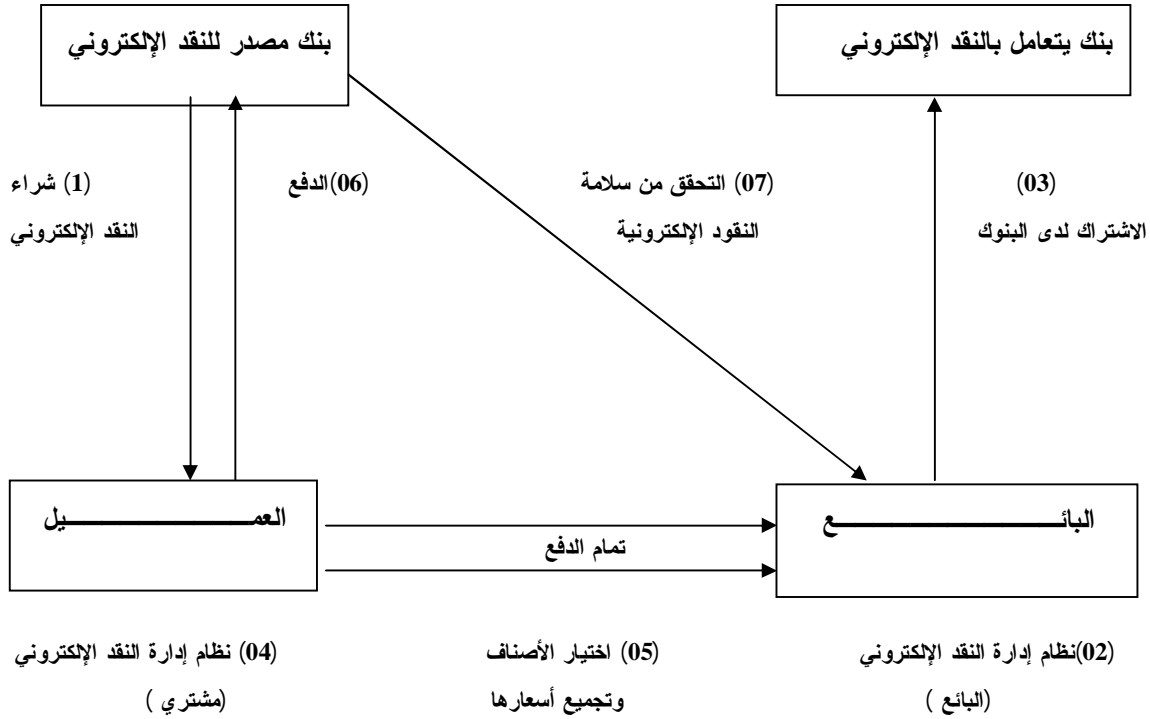 بنك يتعامل بالنقد الإلكتروني
بنك مصدر للنقد الإلكتروني
(03)
الاشتراك لدى البنوك
(07) التحقق من سلامة
النقود الإلكترونية
(06)الدفع
(1) شراء
النقد الإلكتروني
البائـــــــــــــــــع
العمـــــــــــــــــيل
تمام الدفع
(02)نظام إدارة النقد الإلكتروني
(البائع )
(05) اختيار الأصناف
وتجميع أسعارها
(04) نظام إدارة النقد الإلكتروني
(مشتري )